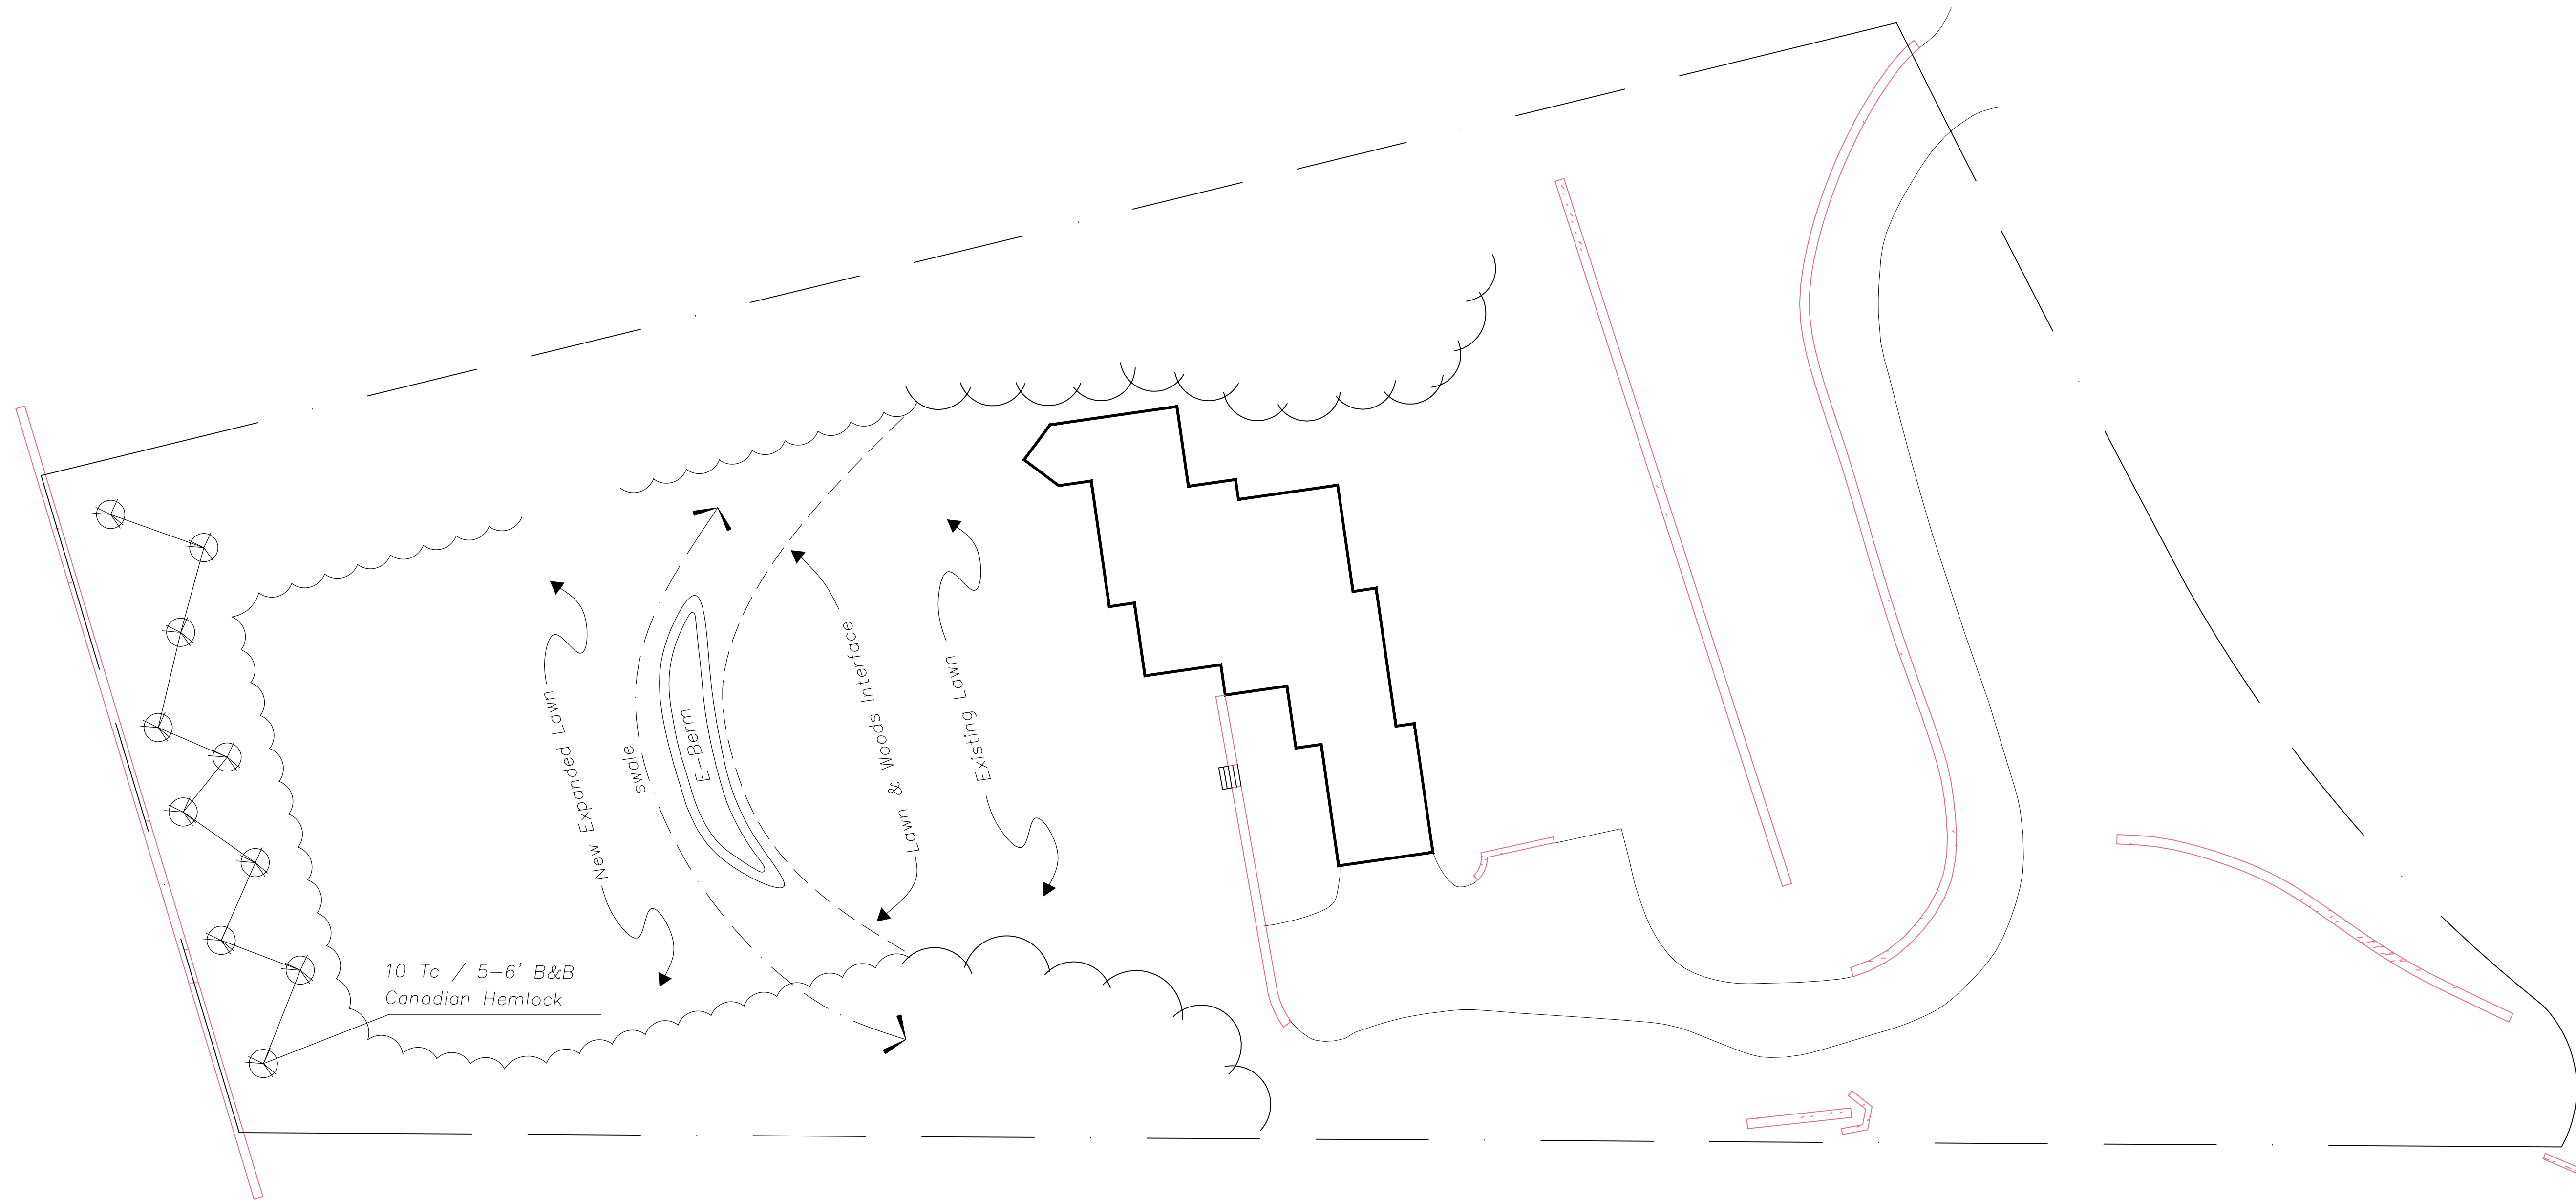 New Expanded Lawn
swale
E-Berm
Lawn & Woods Interface
Existing Lawn
10 Tc / 5-6' B&B
Canadian Hemlock